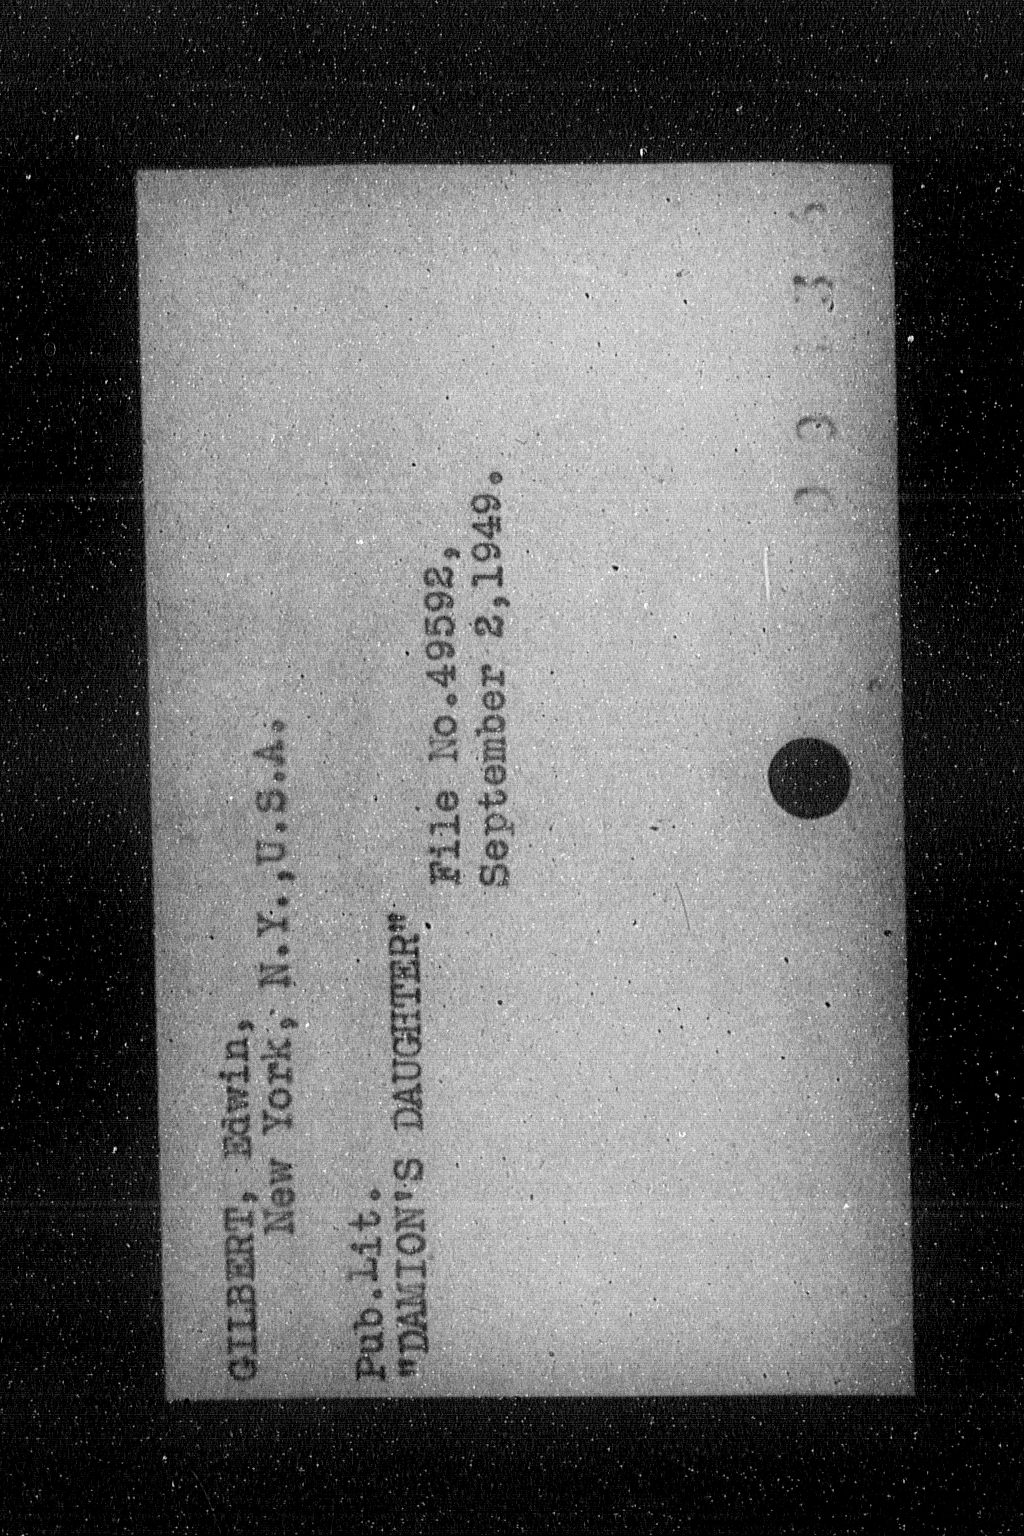 GILBERT, Edwin,
New York, N.Y.,U.S.A.
Pub.Lit.
"DAMION'S DAUGHTER"
File No.49592,
September 2,1949.